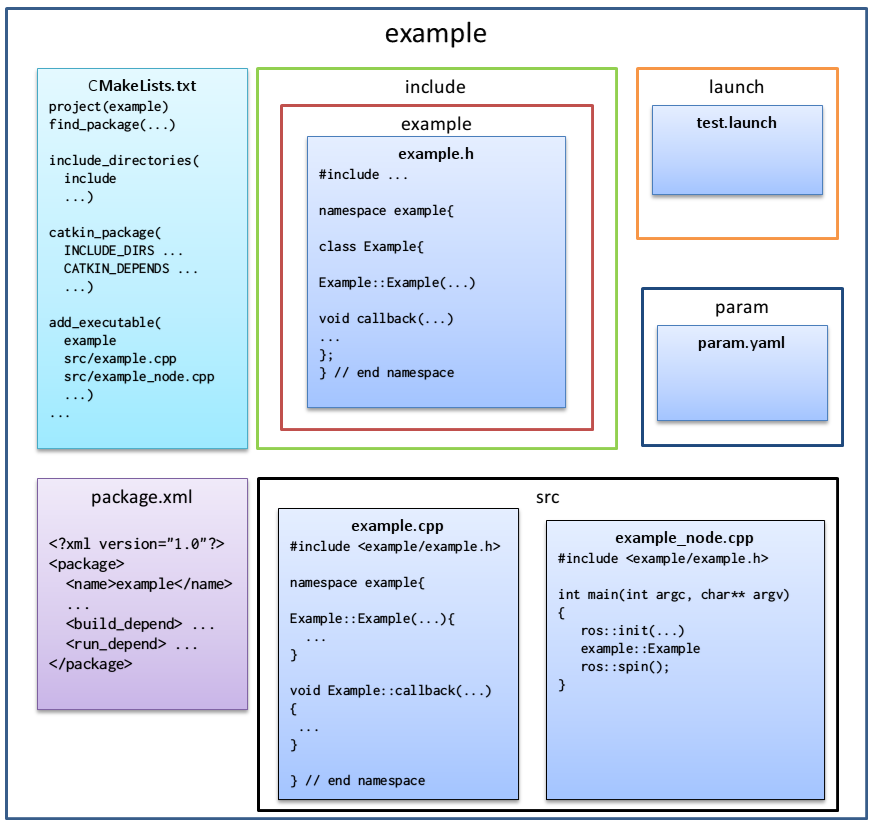 example
CMakeLists.txt
project(example)
find_package(...)
include_directories(
include
...)
catkin_package(
INCLUDE_DIRS ...
CATKIN_DEPENDS ...
...)
add_executable(
example
src/example.cpp
src/example_node.cpp
...)
...
include
example
example.h
#include ...
namespace example{
class Example{
Example::Example(...)
void callback(...)
...
};
} // end namespace
launch
test.launch
param
param.yaml
package.xml
<?xml version="1.0"?>
<package>
<name>example</name>
...
<build_depend> ...
<run_depend> ...
</package>
src
example.cpp
#include <example/example.h>
namespace example{
Example::Example(...){
...
}
void Example::callback(...)
{
...
}
} // end namespace
example_node.cpp
#include <example/example.h>
int main(int argc, char** argv)
{
ros::init(...)
example::Example
ros::spin();
}